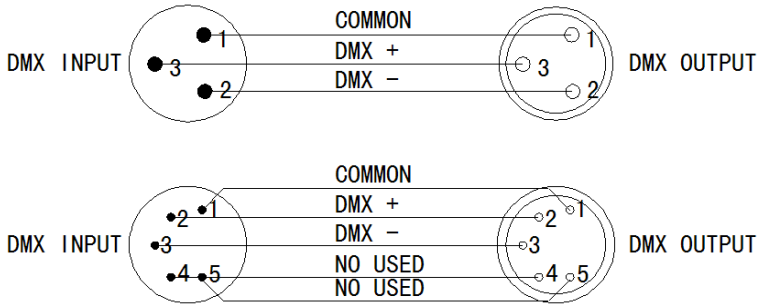 COMMON
1 1
DMX +
DMX INPUT 3 3 DMX OUTPUT
DMX -
2 2
COMMON
1 1
DMX +
2 2
DMX -
DMX INPUT 3 3 DMX OUTPUT
NO USED
4 5 4 5
NO USED